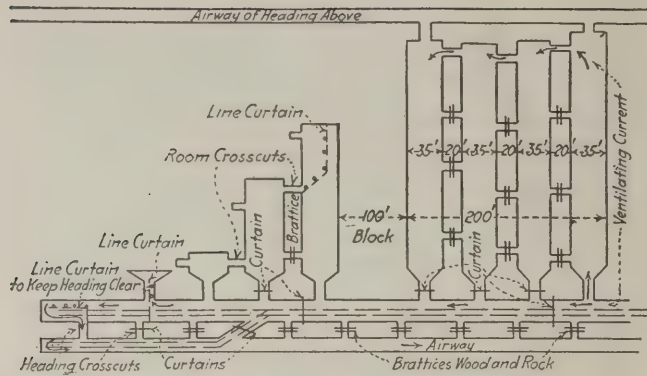 Airway of Heading Above
Line Curtain
Room Crosscuts
Brattice
Curtain
35' 20' 35' 20' 35' 20' 35'
100'
Block
200'
Curtain
Ventilating Current
Line Curtain
Line Curtain
to Keep Heading Clear
Heading Crosscuts
Curtains
Airway
Brattices Wood and Rock